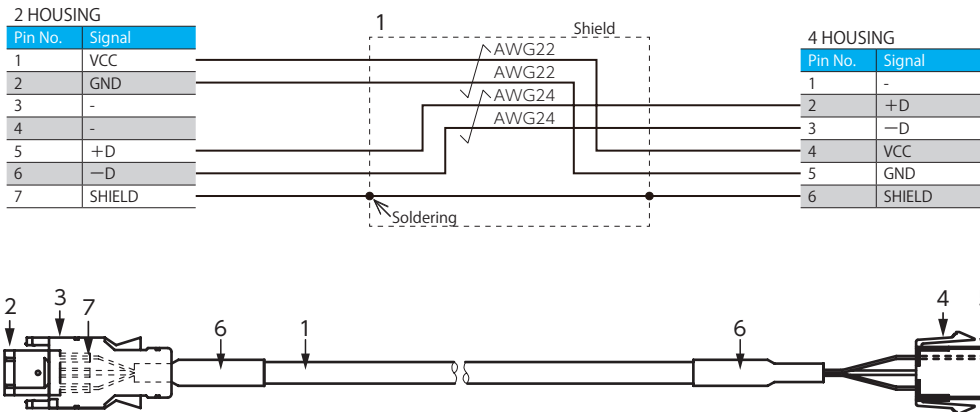 2 HOUSING
Pin No. Signal
1 VCC
2 GND
3 -
4 -
5 +D
6 −D
7 SHIELD
1
Shield
AWG22
AWG22
AWG24
AWG24
Soldering
4 HOUSING
Pin No. Signal
1 -
2 +D
3 −D
4 VCC
5 GND
6 SHIELD
2 3 7 6 1 6 4